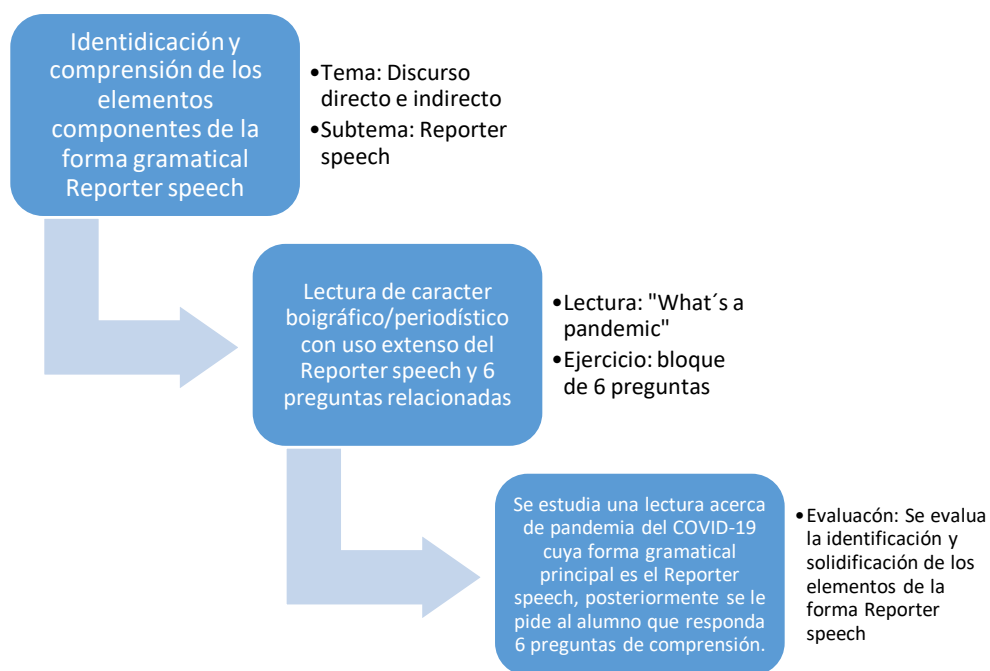 Identidicación y
comprensión de los
elementos
componentes de la
forma gramatical
Reporter speech
•Tema: Discurso
directo e indirecto
•Subtema: Reporter
speech
Lectura de caracter
boigráfico/periodístico
con uso extenso del
Reporter speech y 6
preguntas relacionadas
•Lectura: "What´s a
pandemic"
•Ejercicio: bloque
de 6 preguntas
Se estudia una lectura acerca
de pandemia del COVID-19
cuya forma gramatical
principal es el Reporter
speech, posteriormente se le
pide al alumno que responda
6 preguntas de comprensión.
•Evaluacón: Se evalua
la identificación y
solidificación de los
elementos de la
forma Reporter
speech